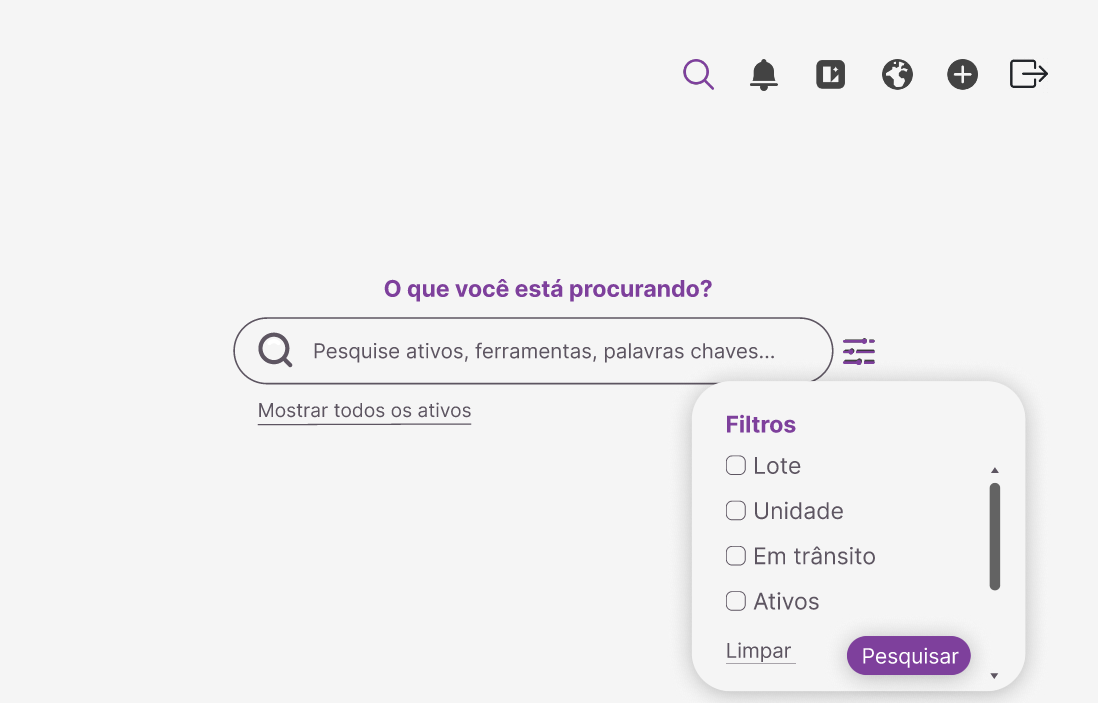 O que você está procurando?
Pesquise ativos, ferramentas, palavras chaves...
Mostrar todos os ativos
Filtros
Lote
Unidade
Em trânsito
Ativos
Limpar
Pesquisar